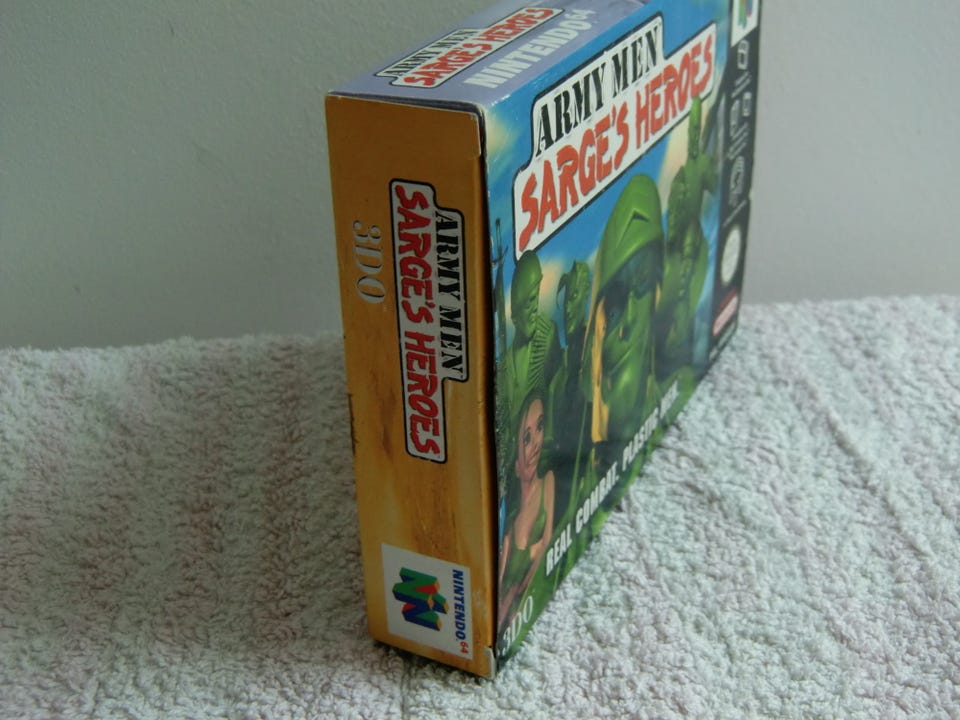 ARMY MEN
SARGE'S HEROES
NINTENDO64
ARMY MEN
SARGE'S HEROES
3DO
NINTENDO64
ARMY MEN
SARGE'S HEROES
REAL COMBAT. PLASTIC
3DO